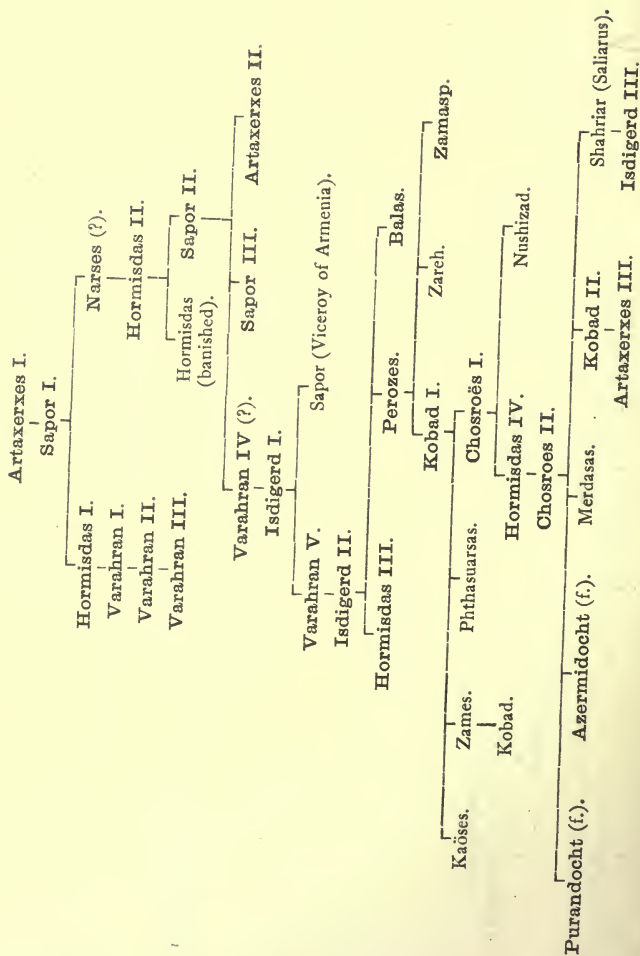 Artaxerxes I.
Sapor I.
Hormisdas I. Narses (?).
Varahran I. Hormisdas II.
Varahran II. Hormisdas (banished). Sapor II.
Varahran III.
Varahran IV (?). Sapor III. Artaxerxes II.
Isdigerd I.
Varahran V. Sapor (Viceroy of Armenia).
Isdigerd II.
Hormisdas III. Perozes. Balas.
Kobad I. Zareh. Zamasp.
Kaöses. Zames. Phthasuarsas. Chosroës I.
Kobad.
Hormisdas IV. Nushizad.
Chosroes II.
Purandocht (f.). Azermidocht (f.). Merdasas. Kobad II. Shahriar (Saliarus).
Artaxerxes III. Isdigerd III.